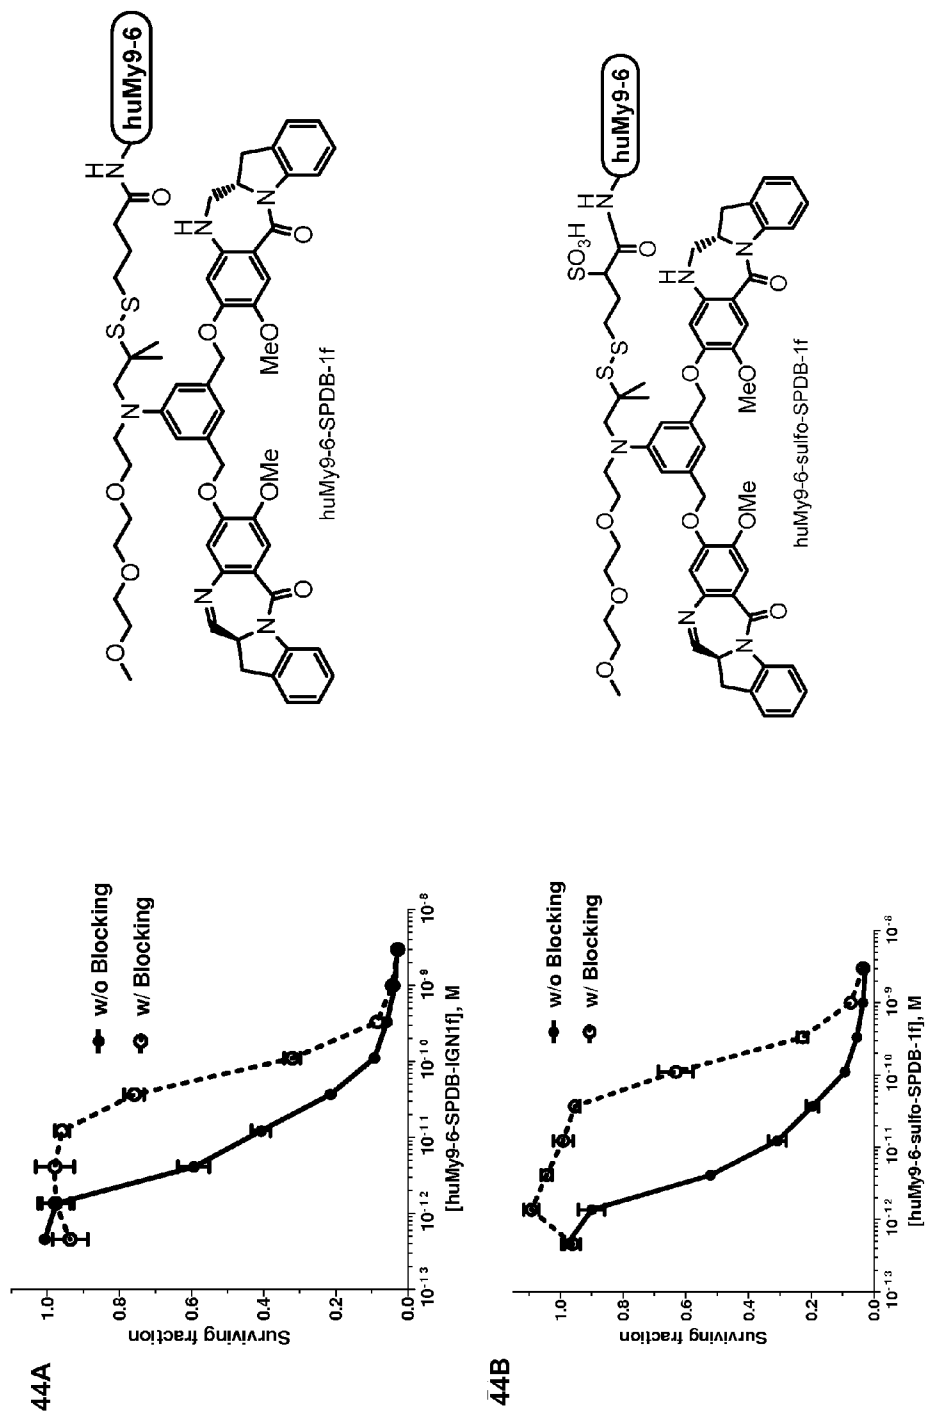 44A
Surviving fraction
1.0
0.8
0.6
0.4
0.2
0.0
10-13
10-12
10-11
10-10
10-9
10-8
[huMy9-6-SPDB-IGN1f], M
w/o Blocking
w/ Blocking
huMy9-6
H
N
O
S
S
N
O
O
O
O
MeO
OMe
O
H
N
N
O
N
N
O
huMy9-6-SPDB-1f
44B
Surviving fraction
1.0
0.8
0.6
0.4
0.2
0.0
10-13
10-12
10-11
10-10
10-9
10-8
[huMy9-6-sulfo-SPDB-1f], M
w/o Blocking
w/ Blocking
huMy9-6
H
N
SO3H
O
S
S
N
O
O
O
O
MeO
OMe
O
H
N
N
O
N
N
O
huMy9-6-sulfo-SPDB-1f